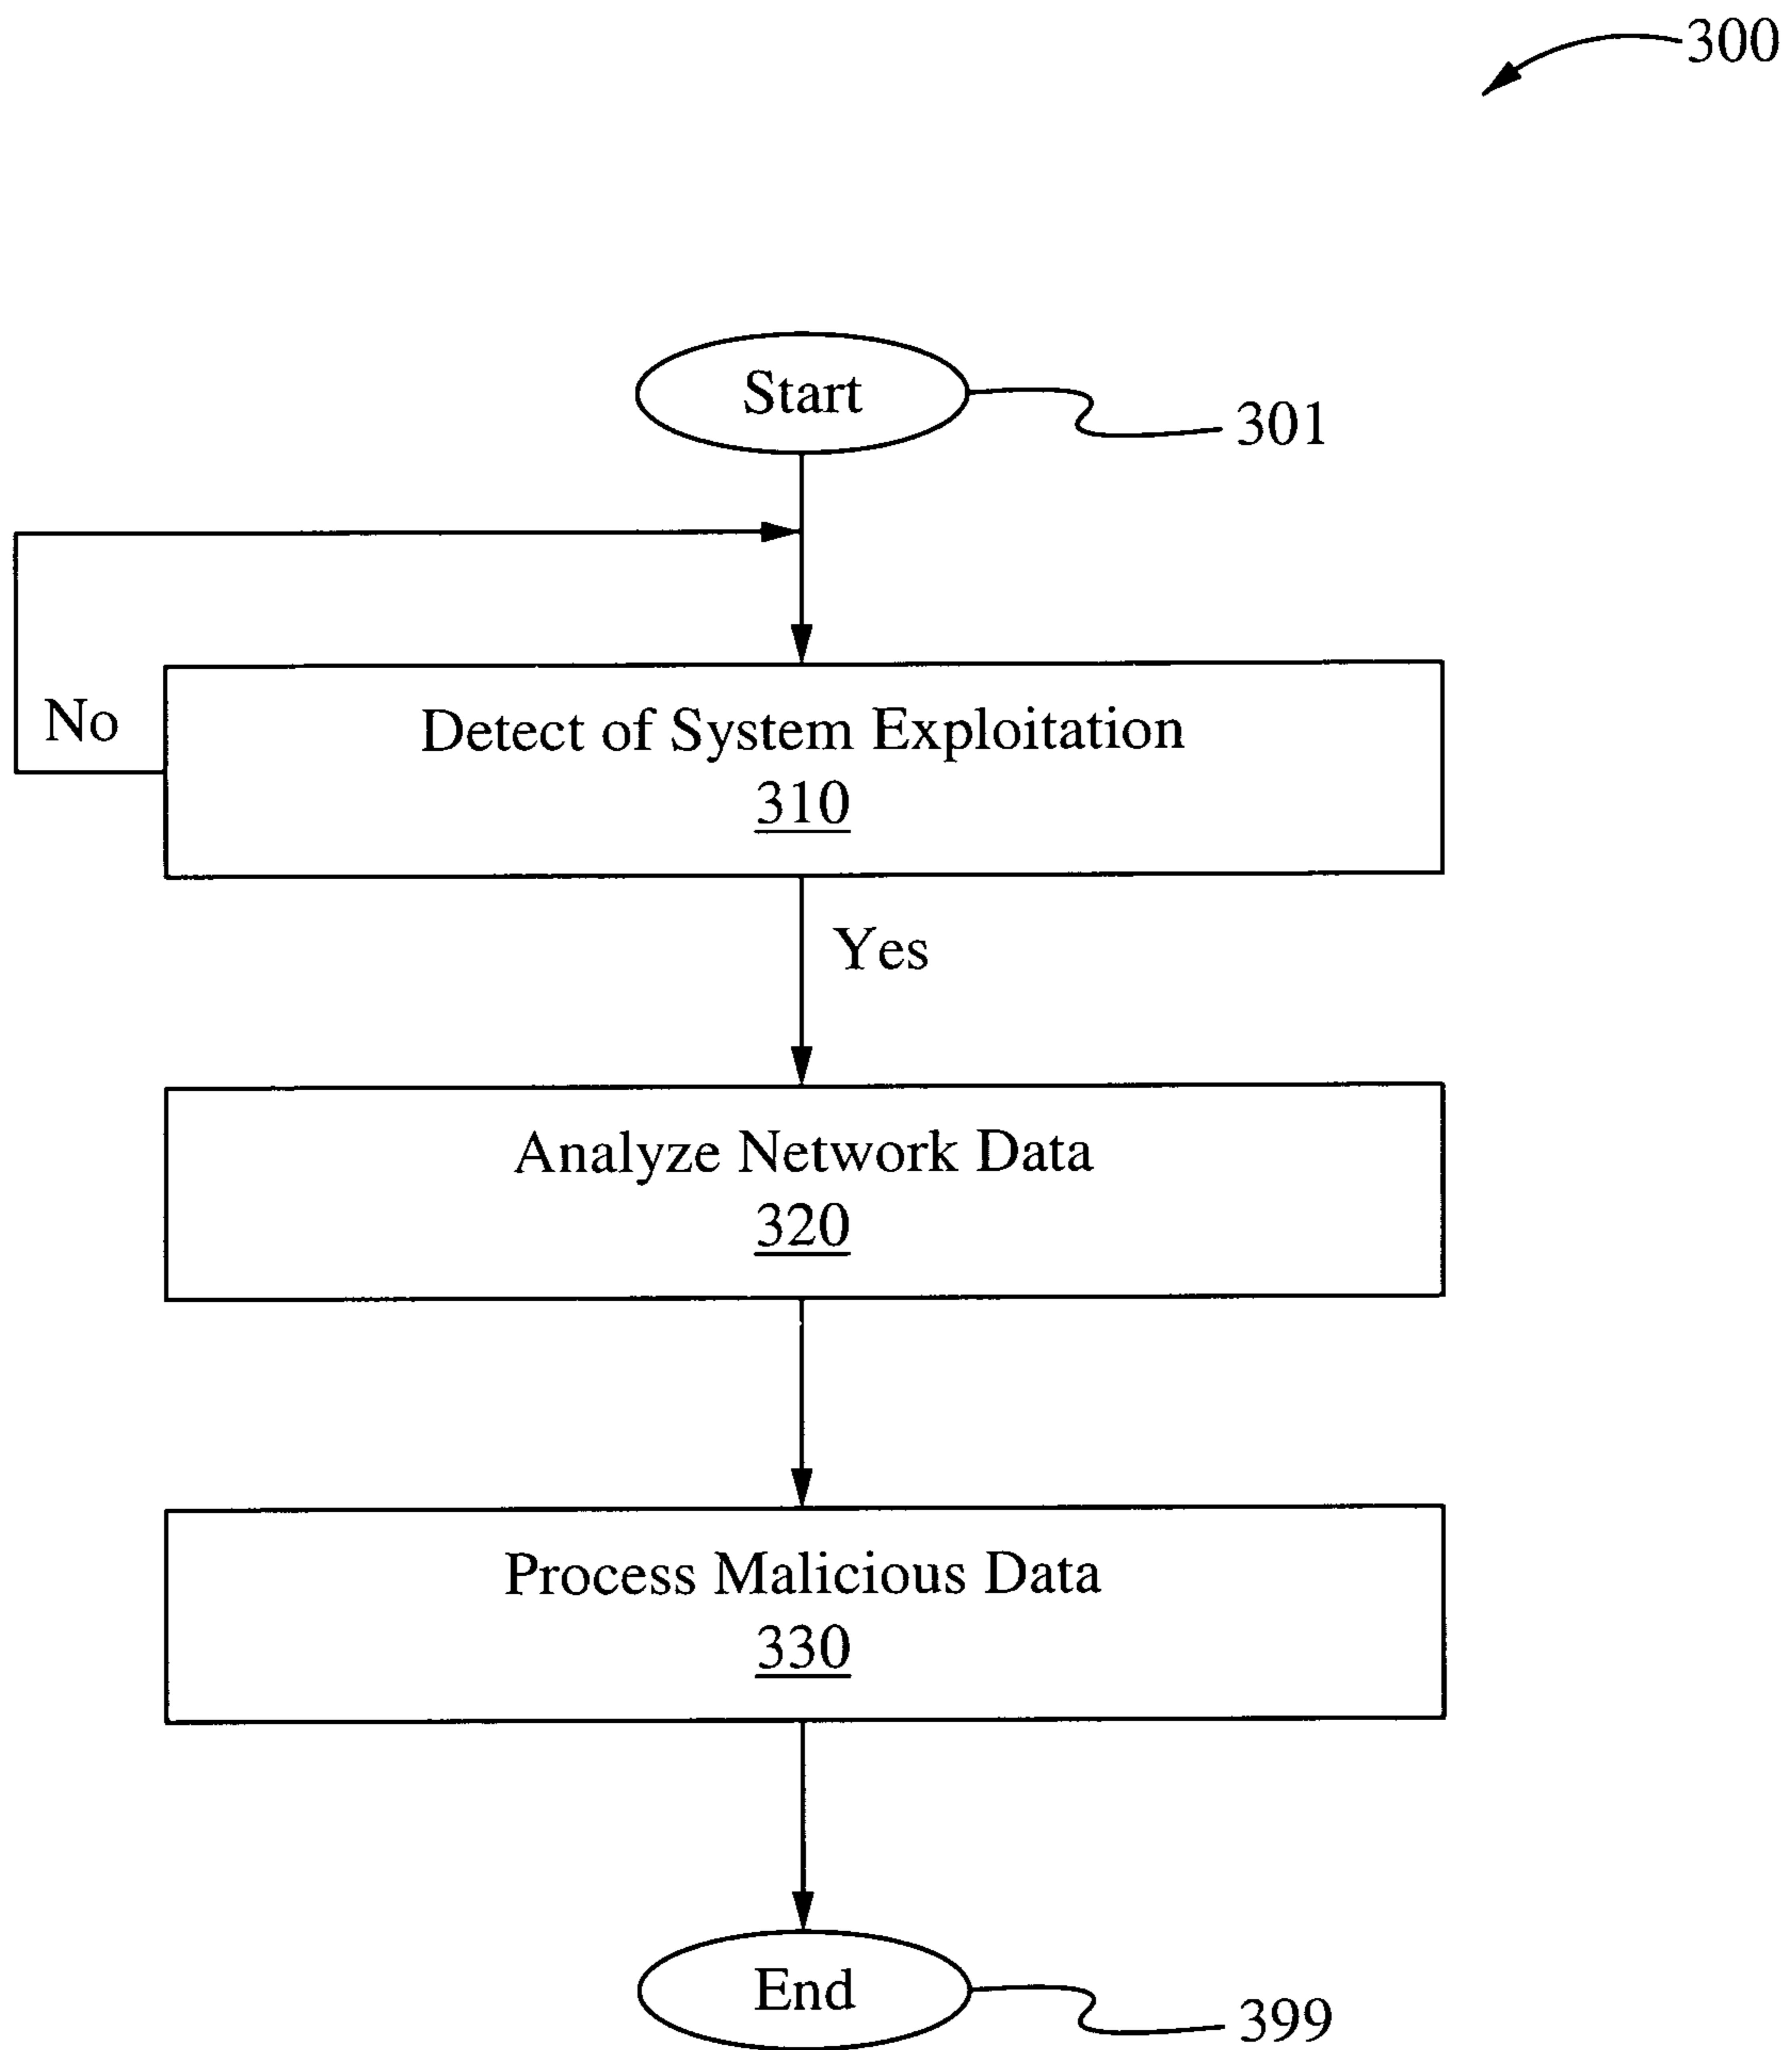 300
Start
301
No
Detect of System Exploitation
310
Yes
Analyze Network Data
320
Process Malicious Data
330
End
399